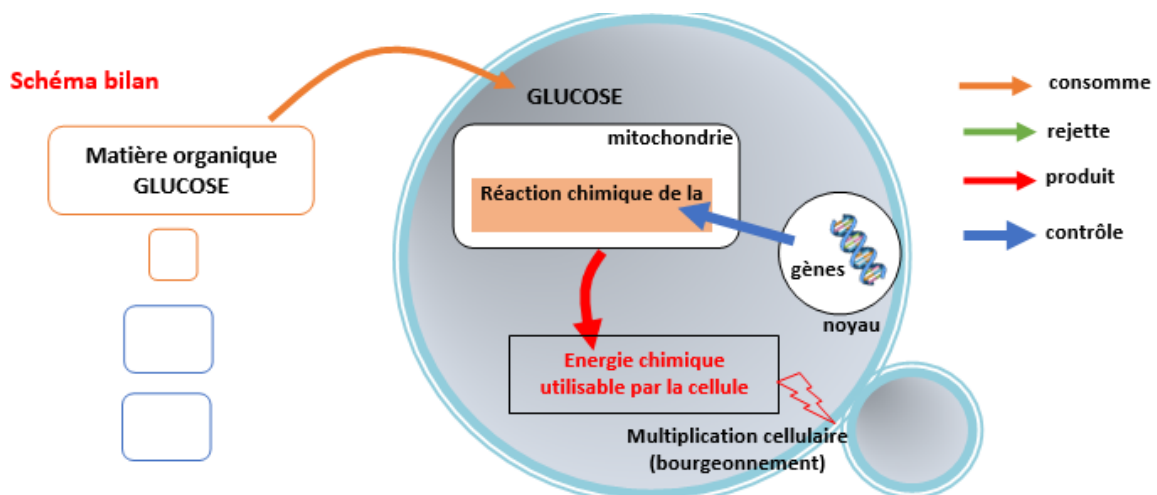 Schéma bilan
Matière organique
GLUCOSE
GLUCOSE
mitochondrie
Réaction chimique de la
gènes
noyau
Energie chimique
utilisable par la cellule
Multiplication cellulaire
(bourgeonnement)
consomme
rejette
produit
contrôle